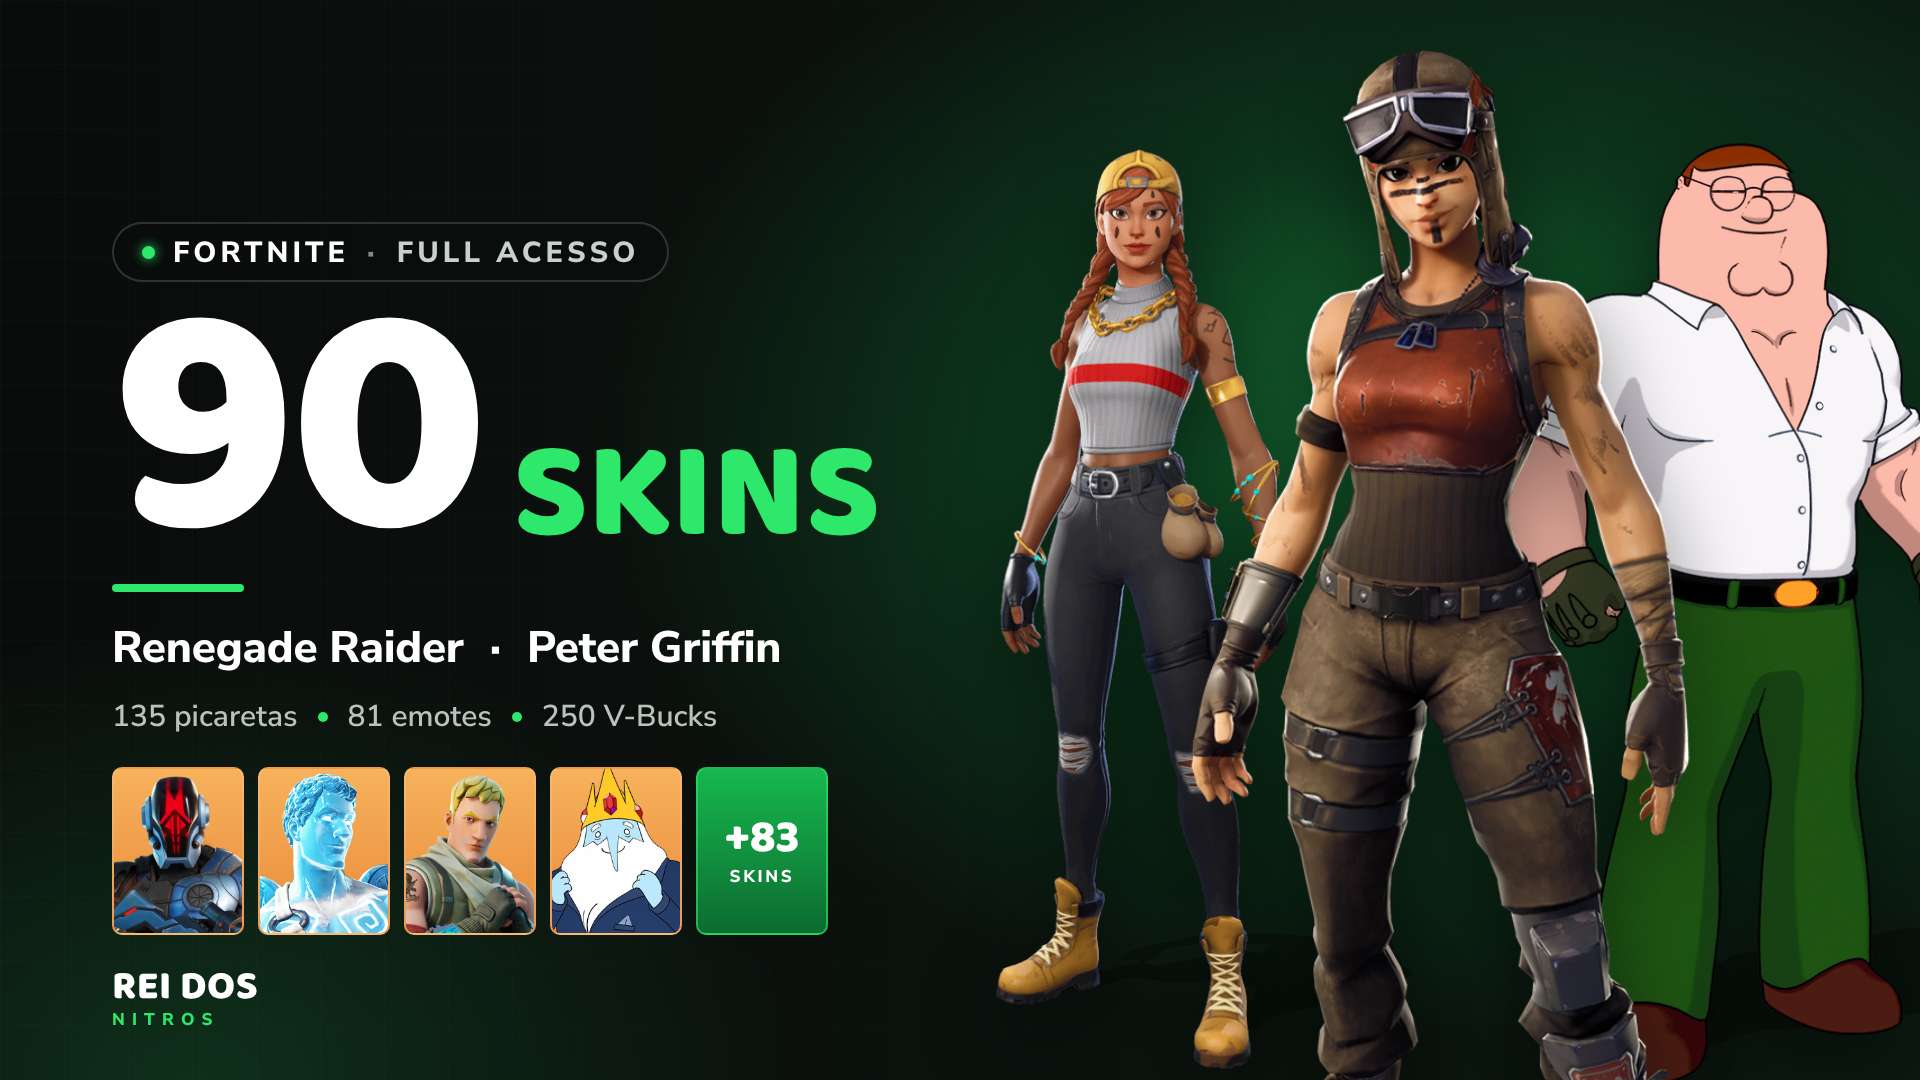 FORTNITE · FULL ACESSO
90 SKINS
Renegade Raider · Peter Griffin
135 picaretas • 81 emotes • 250 V-Bucks
+83
SKINS
REI DOS
NITROS